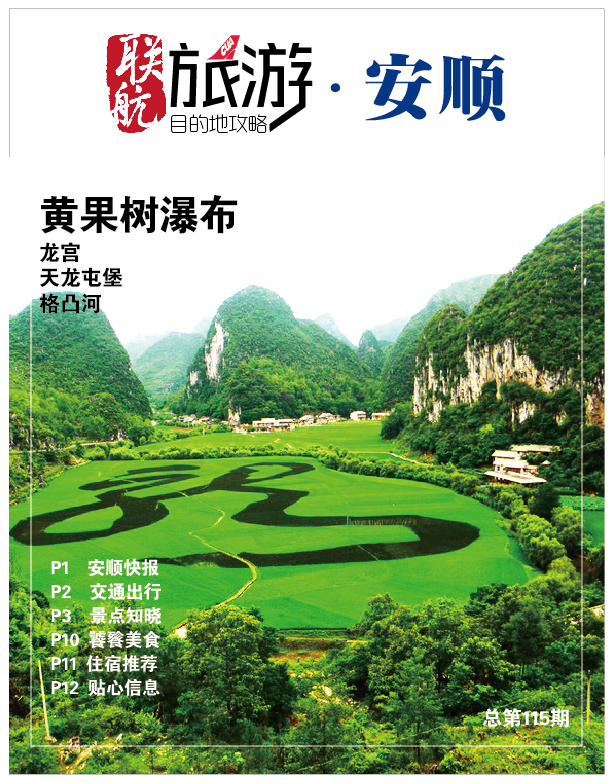 联航
旅游
CUA
目的地攻略
·安顺
黄果树瀑布
龙宫
天龙屯堡
格凸河
P1 安顺快报
P2 交通出行
P3 景点知晓
P10 饕餮美食
P11 住宿推荐
P12 贴心信息
总第115期